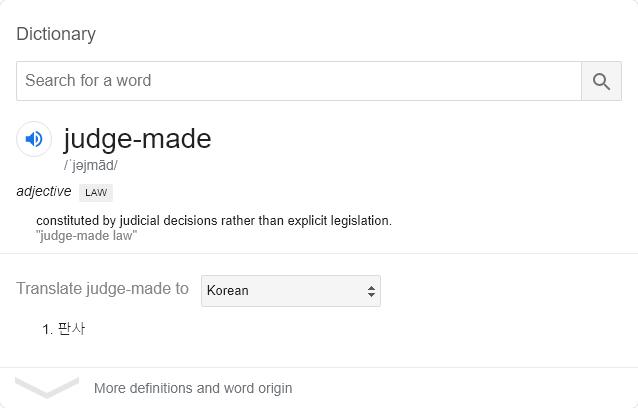 Dictionary
Search for a word
judge-made
/ˈjəjmād/
adjective LAW
constituted by judicial decisions rather than explicit legislation.
"judge-made law"
Translate judge-made to Korean
1. 판사
More definitions and word origin